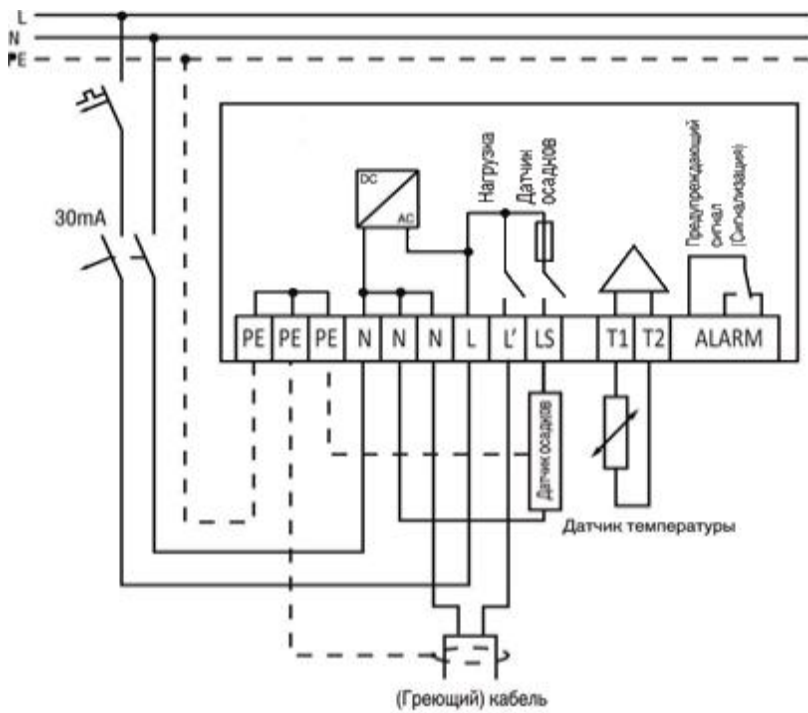 L
N
PE
30mA
DC
AC
Нагрузка
Датчик
осадков
Предупреждающий
сигнал
(Сигнализация)
PE PE PE N N N L L' LS T1 T2 ALARM
Датчик осадков
Датчик температуры
(Греющий) кабель